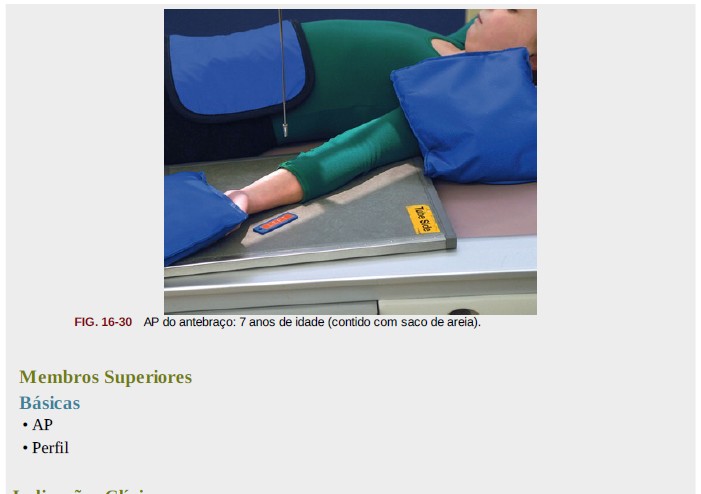 Tube Side
FIG. 16-30 AP do antebraço: 7 anos de idade (contido com saco de areia).
Membros Superiores
Básicas
• AP
• Perfil